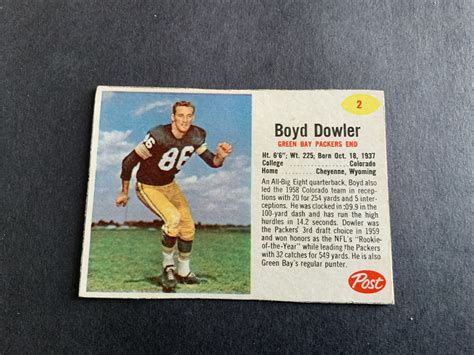 2
Boyd Dowler
GREEN BAY PACKERS END
Ht. 6'6"; Wt. 225; Born Oct. 18, 1937
College Colorado
Home Cheyenne, Wyoming
An All-Big Eight quarterback, Boyd also
led the 1958 Colorado team in recep-
tions with 20 for 254 yards and 5 inter-
ceptions. He was clocked in :09.9 in the
100-yard dash and has run the high
hurdles in 14.2 seconds. Dowler was
the Packers' 3rd draft choice in 1959
and won honors as the NFL's "Rookie-
of-the-Year" while leading the Packers
with 32 catches for 549 yards. He is also
Green Bay's regular punter.
Post
86